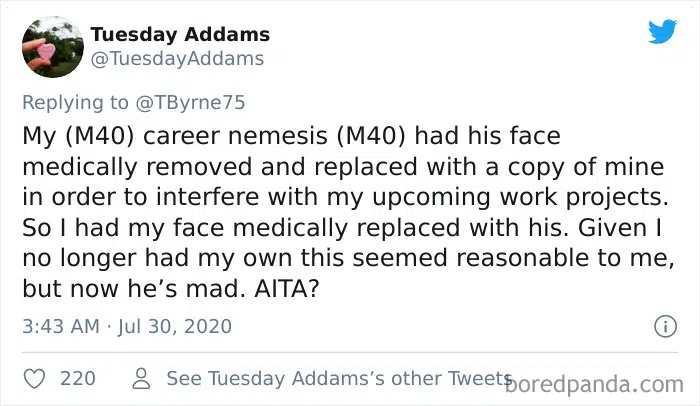 Tuesday Addams
@TuesdayAddams
Replying to @TByrne75
My (M40) career nemesis (M40) had his face
medically removed and replaced with a copy of mine
in order to interfere with my upcoming work projects.
So I had my face medically replaced with his. Given I
no longer had my own this seemed reasonable to me,
but now he’s mad. AITA?
3:43 AM · Jul 30, 2020
220 See Tuesday Addams’s other Tweets
boredpanda.com